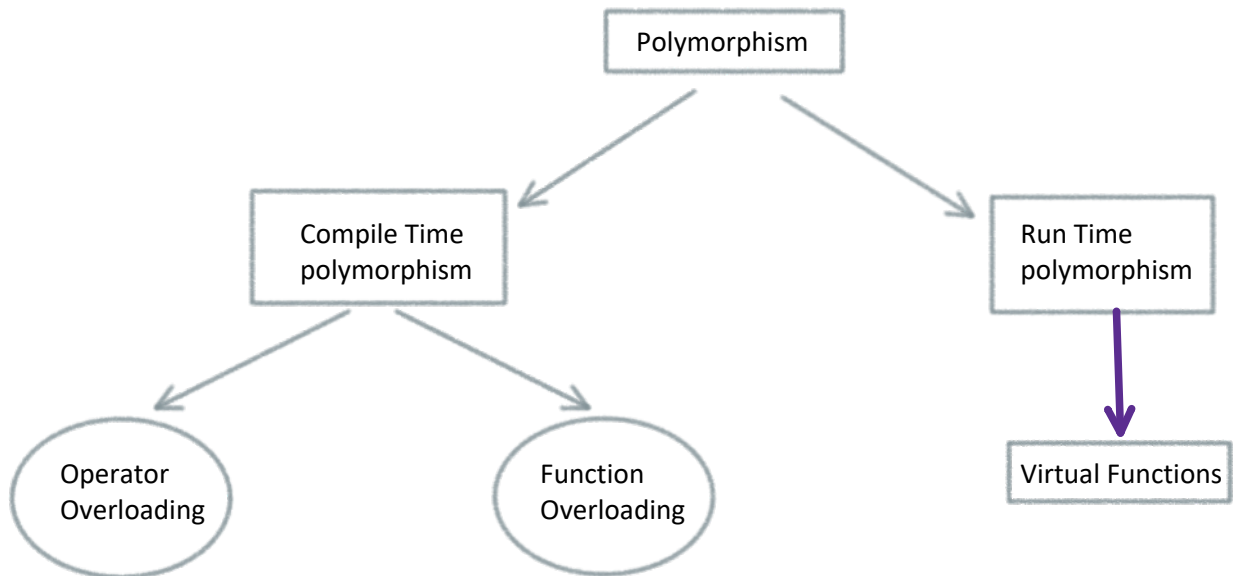 Polymorphism
Compile Time
polymorphism
Run Time
polymorphism
Operator
Overloading
Function
Overloading
Virtual Functions